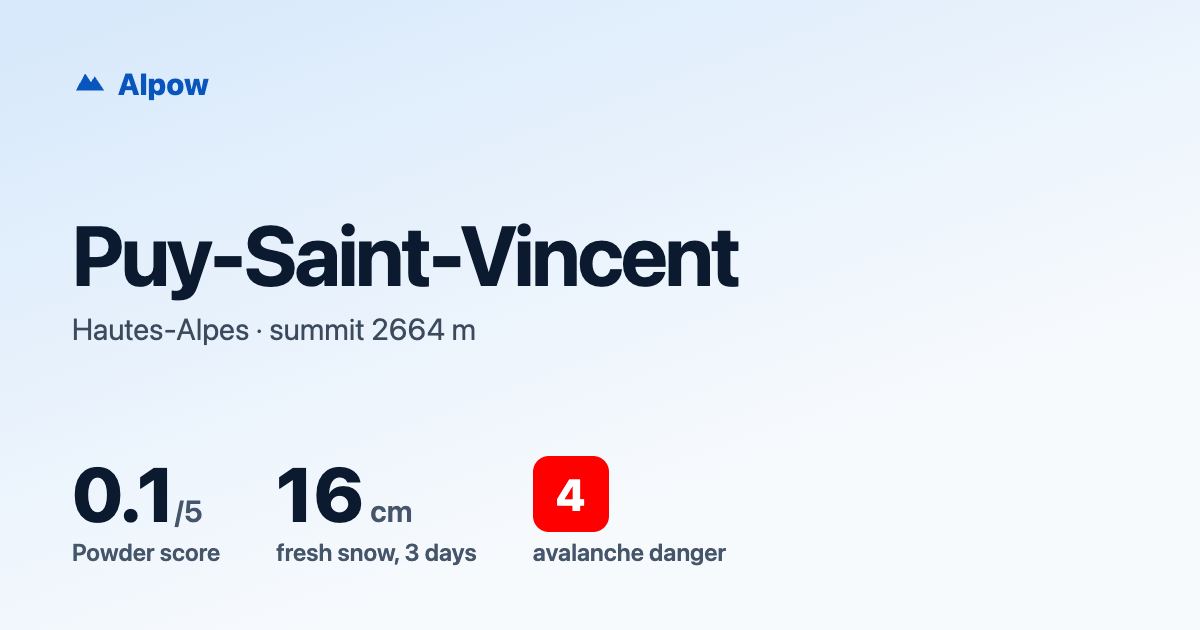 Alpow
Puy-Saint-Vincent
Hautes-Alpes · summit 2664 m
0.1/5 16 cm 4
Powder score fresh snow, 3 days avalanche danger